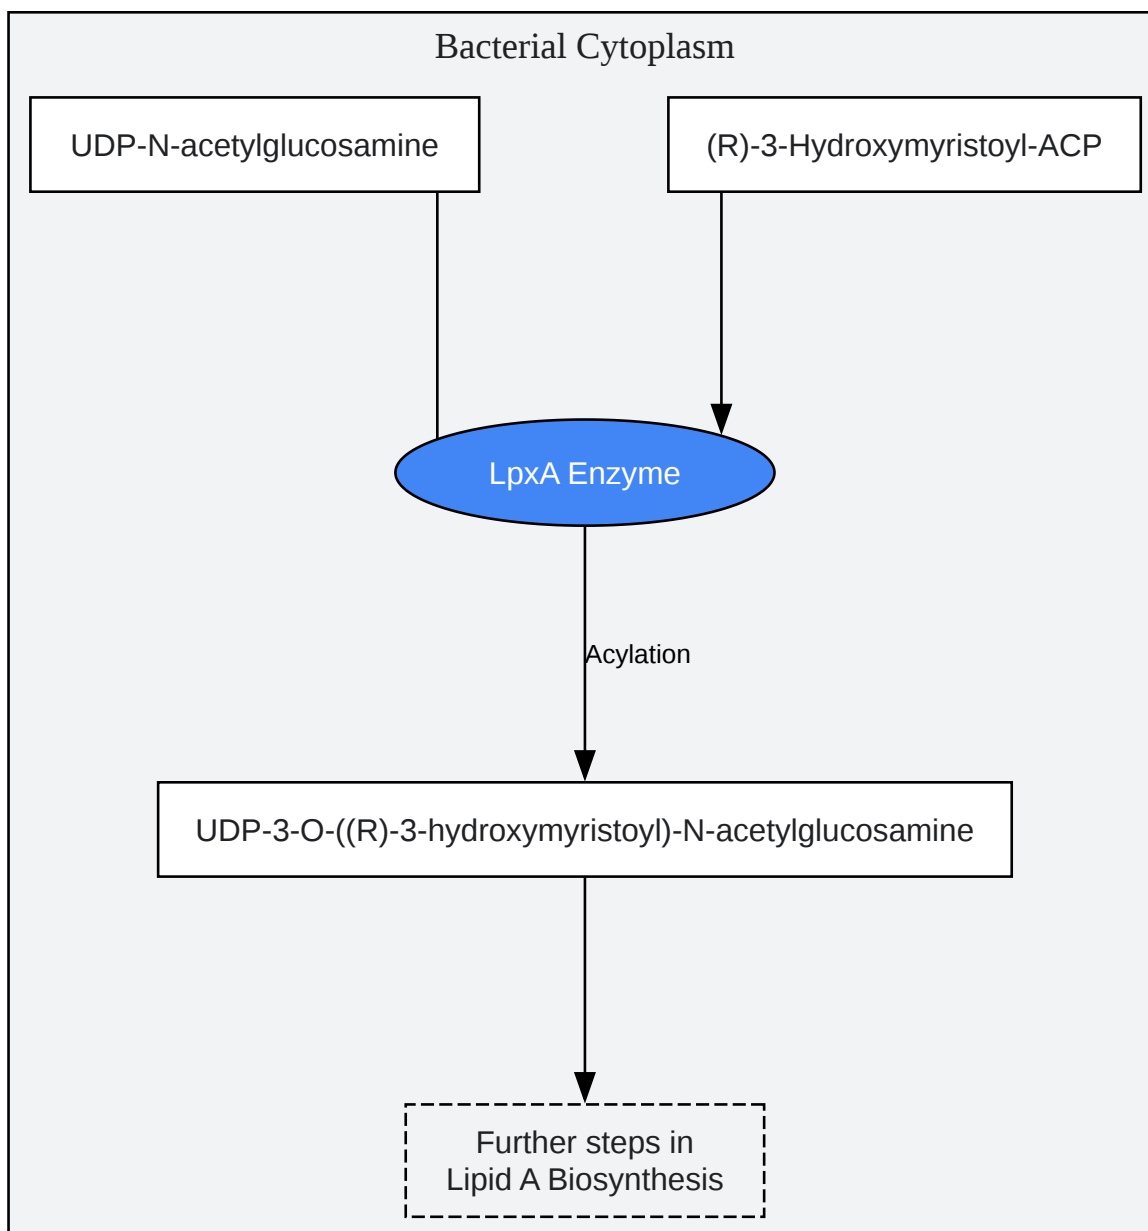 Bacterial Cytoplasm
UDP-N-acetylglucosamine
(R)-3-Hydroxymyristoyl-ACP
LpxA Enzyme
Acylation
UDP-3-O-((R)-3-hydroxymyristoyl)-N-acetylglucosamine
Further steps in
Lipid A Biosynthesis